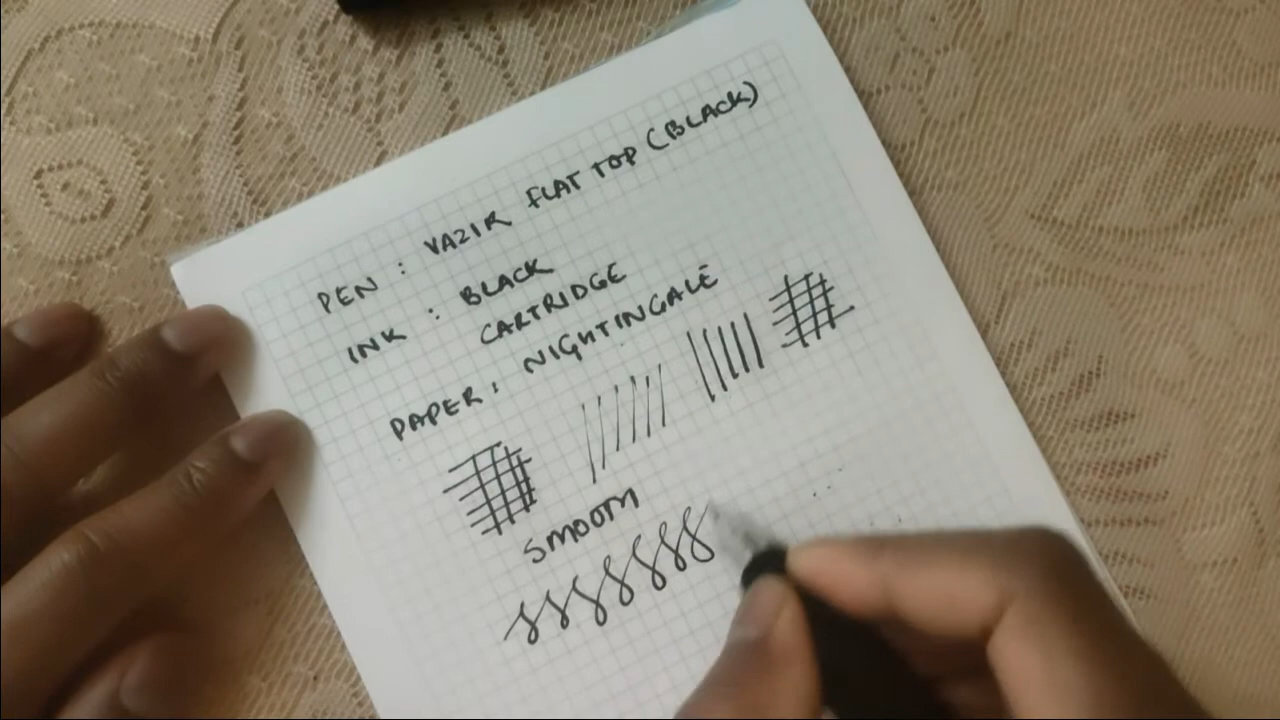 PEN : VAZIR FLAT TOP (BLACK)
INK : BLACK
CARTRIDGE
PAPER : NIGHTINGALE
SMOOTH